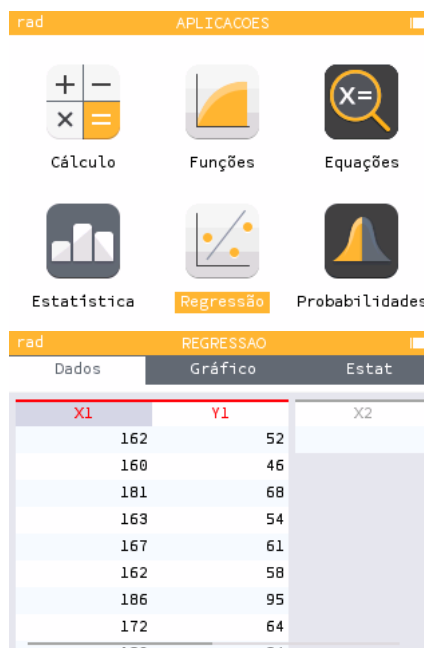 rad APLICACOES
Cálculo Funções Equações
Estatística Regressão Probabilidades
rad REGRESSAO
Dados Gráfico Estat
X1 Y1 X2
162 52
160 46
181 68
163 54
167 61
162 58
186 95
172 64